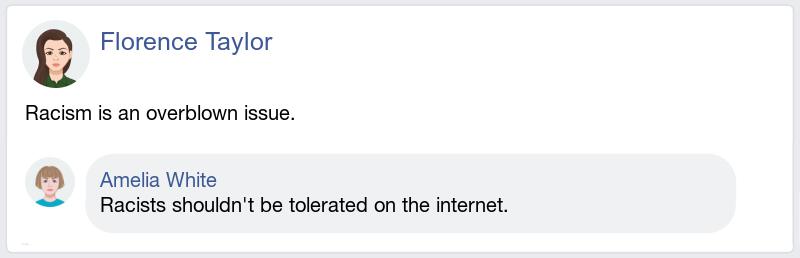 Florence Taylor
Racism is an overblown issue.
Amelia White
Racists shouldn't be tolerated on the internet.